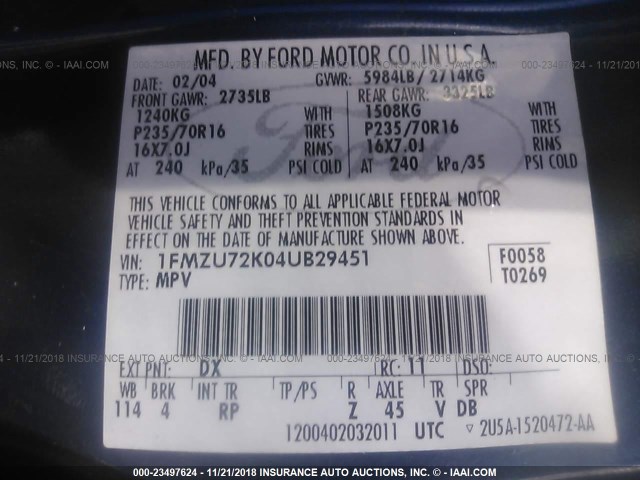 MFD. BY FORD MOTOR CO. IN U.S.A.
DATE: 02/04 GVWR: 5984LB/ 2714KG
FRONT GAWR: 2735LB REAR GAWR: 3325LB
1240KG WITH 1508KG WITH
P235/70R16 TIRES P235/70R16 TIRES
16X7.0J RIMS 16X7.0J RIMS
AT 240 kPa/35 PSI COLD AT 240 kPa/35 PSI COLD
Ford
THIS VEHICLE CONFORMS TO ALL APPLICABLE FEDERAL MOTOR
VEHICLE SAFETY AND THEFT PREVENTION STANDARDS IN
EFFECT ON THE DATE OF MANUFACTURE SHOWN ABOVE.
VIN: 1FMZU72K04UB29451 F0058
TYPE: MPV T0269
EXT PNT: DX RC: 11 DSO:
WB BRK INT TR TP/PS R AXLE TR SPR
114 4 RP Z 45 V DB
1200402032011 UTC ▽ 2U5A-1520472-AA
000-23497624 - 11/21/2018 INSURANCE AUTO AUCTIONS - IAAI.COM